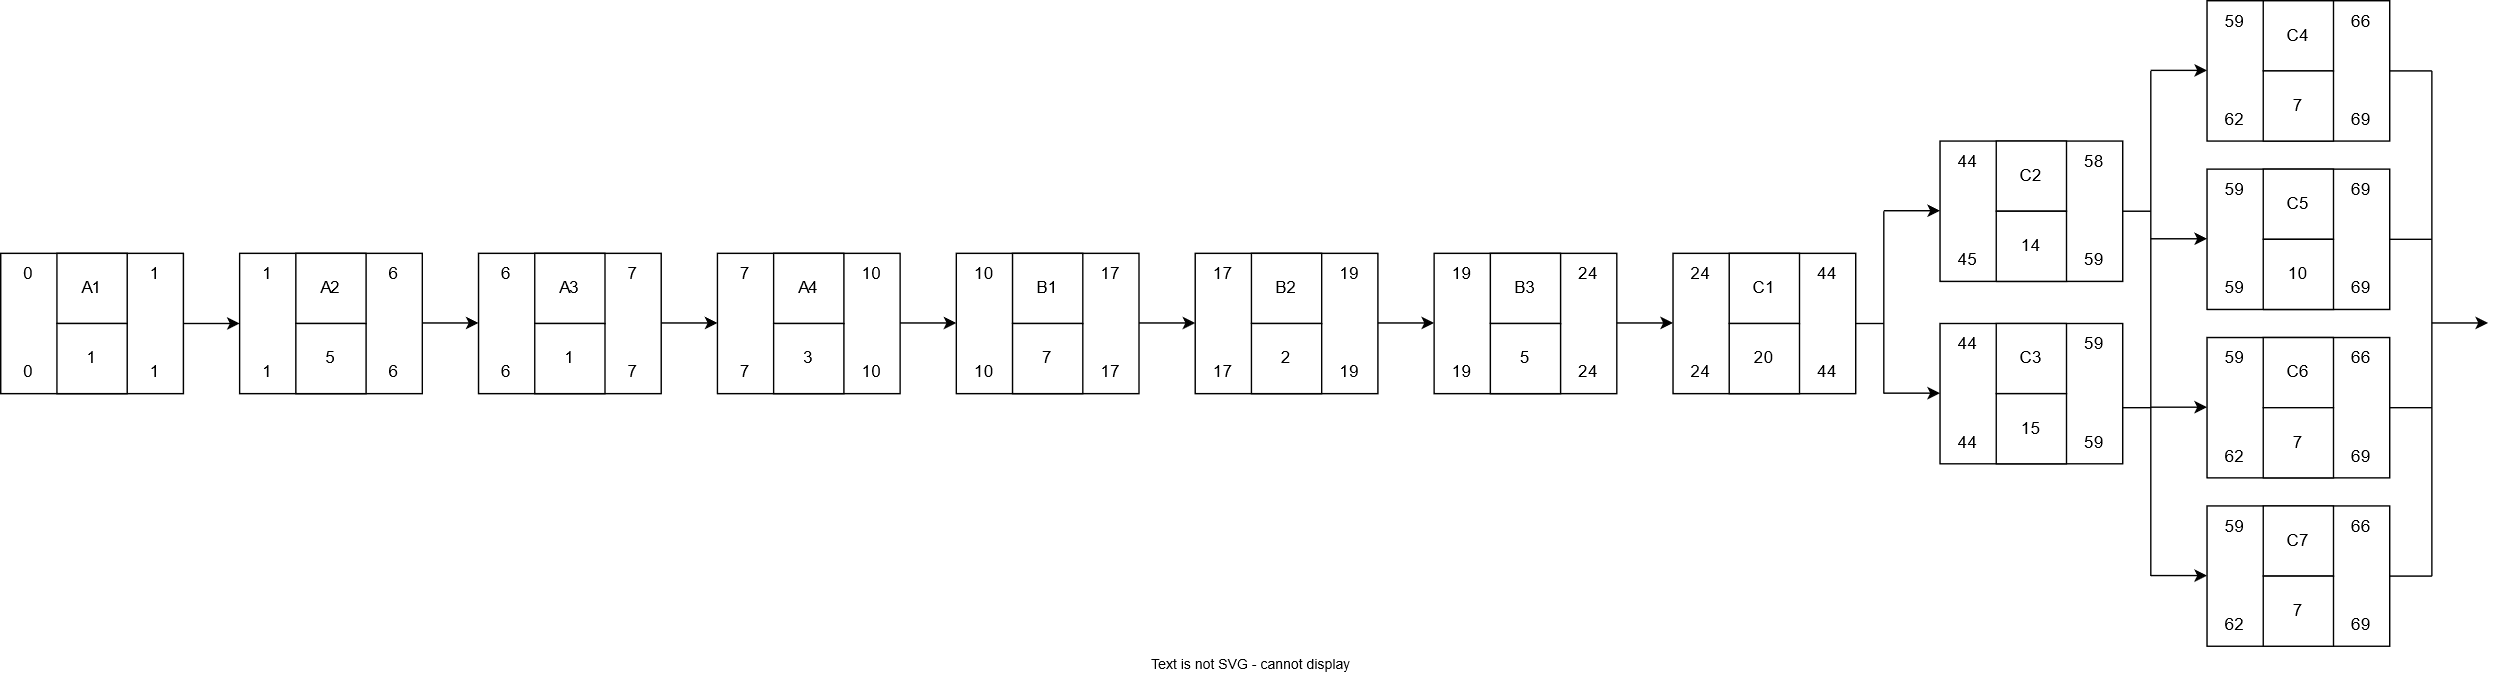 0 A1 1
0 1 1
1 A2 6
1 5 6
6 A3 7
6 1 7
7 A4 10
7 3 10
10 B1 17
10 7 17
17 B2 19
17 2 19
19 B3 24
19 5 24
24 C1 44
24 20 44
44 C2 58
45 14 59
44 C3 59
44 15 59
59 C4 66
62 7 69
59 C5 69
59 10 69
59 C6 66
62 7 69
59 C7 66
62 7 69
Text is not SVG - cannot display